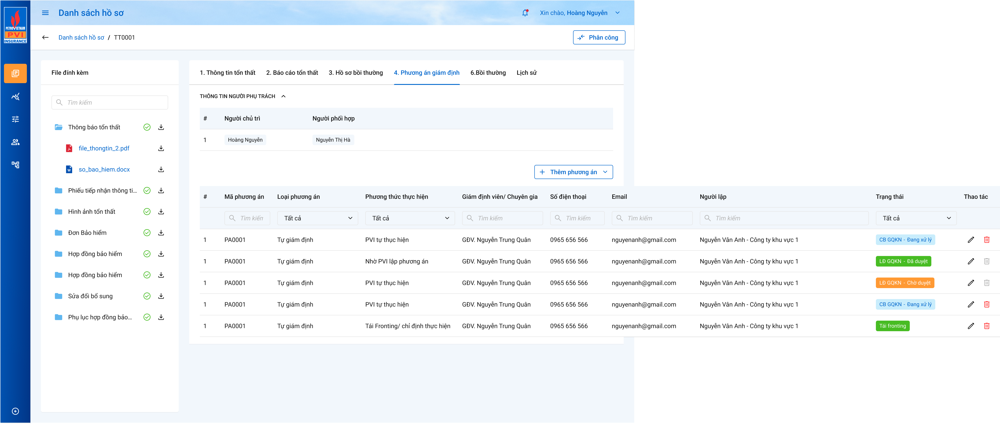 PETROVIETNAM
PVI
INSURANCE
Danh sách hồ sơ
Xin chào, Hoàng Nguyễn
Danh sách hồ sơ / TT0001
Phân công
File đính kèm
Tìm kiếm
Thông báo tổn thất
file_thongtin_2.pdf
so_bao_hiem.docx
Phiếu tiếp nhận thông ti...
Hình ảnh tổn thất
Đơn Bảo hiểm
Hợp đồng bảo hiểm
Hợp đồng bảo hiểm
Sửa đổi bổ sung
Phụ lục hợp đồng bảo...
1. Thông tin tổn thất 2. Báo cáo tổn thất 3. Hồ sơ bồi thường 4. Phương án giám định 6.Bồi thường Lịch sử
THÔNG TIN NGƯỜI PHỤ TRÁCH
# Người chủ trì Người phối hợp
1 Hoàng Nguyễn Nguyễn Thị Hà
Thêm phương án
# Mã phương án Loại phương án Phương thức thực hiện Giám định viên/ Chuyên gia Số điện thoại Email Người lập Trạng thái Thao tác
Tìm kiến Tất cả Tất cả Tìm kiếm Tìm kiếm Tìm kiếm Tìm kiếm Tất cả
1 PA0001 Tự giám định PVI tự thực hiện GĐV. Nguyễn Trung Quân 0965 656 566 nguyenanh@gmail.com Nguyễn Vân Anh - Công ty khu vực 1 CB GQKN - Đang xử lý
1 PA0001 Tự giám định Nhờ PVI lập phương án GĐV. Nguyễn Trung Quân 0965 656 566 nguyenanh@gmail.com Nguyễn Vân Anh - Công ty khu vực 1 LĐ GQKN - Đã duyệt
1 PA0001 Tự giám định PVI tự thực hiện GĐV. Nguyễn Trung Quân 0965 656 566 nguyenanh@gmail.com Nguyễn Vân Anh - Công ty khu vực 1 LĐ GQKN - Chờ duyệt
1 PA0001 Tự giám định PVI tự thực hiện GĐV. Nguyễn Trung Quân 0965 656 566 nguyenanh@gmail.com Nguyễn Vân Anh - Công ty khu vực 1 CB GQKN - Đang xử lý
1 PA0001 Tự giám định Tái Fronting/ chỉ định thực hiện GĐV. Nguyễn Trung Quân 0965 656 566 nguyenanh@gmail.com Nguyễn Vân Anh - Công ty khu vực 1 Tái fronting